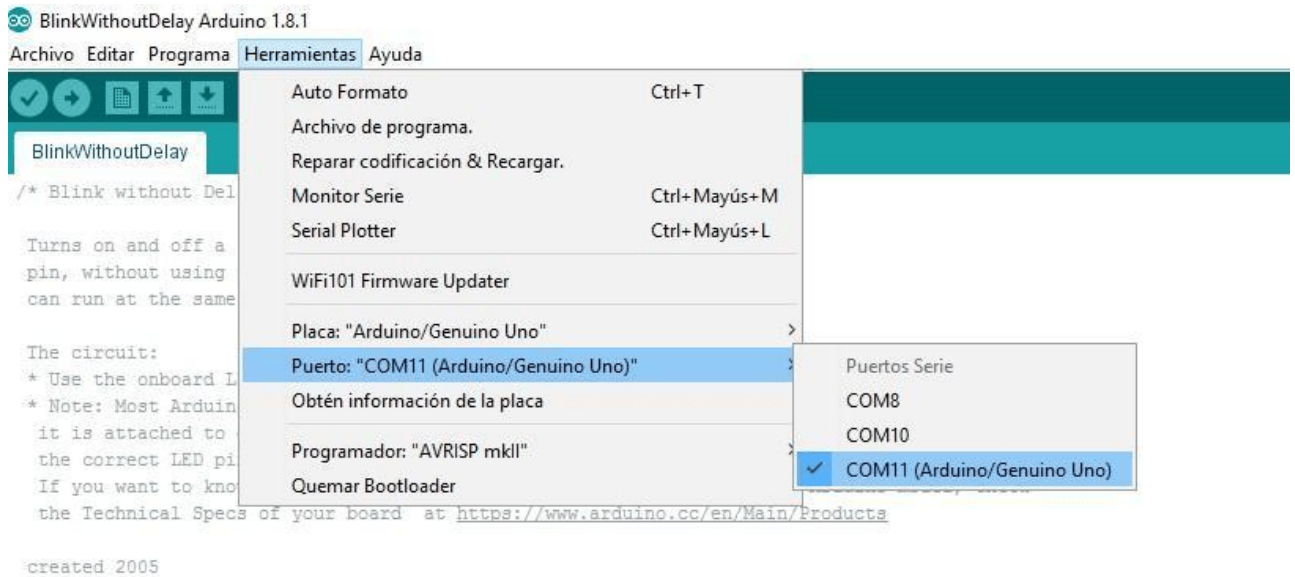 BlinkWithoutDelay Arduino 1.8.1
Archivo Editar Programa Herramientas Ayuda
Auto Formato Ctrl+T
Archivo de programa.
Reparar codificación & Recargar.
Monitor Serie Ctrl+Mayús+M
Serial Plotter Ctrl+Mayús+L
WiFi101 Firmware Updater
Placa: "Arduino/Genuino Uno"
Puerto: "COM11 (Arduino/Genuino Uno)"
Obtén información de la placa
Programador: "AVRISP mkII"
Quemar Bootloader
Puertos Serie
COM8
COM10
COM11 (Arduino/Genuino Uno)
BlinkWithoutDelay
/* Blink without Del
Turns on and off a
pin, without using
can run at the same
The circuit:
* Use the onboard L
* Note: Most Arduin
it is attached to
the correct LED pi
If you want to kno
the Technical Specs of your board at https://www.arduino.cc/en/Main/Products
created 2005